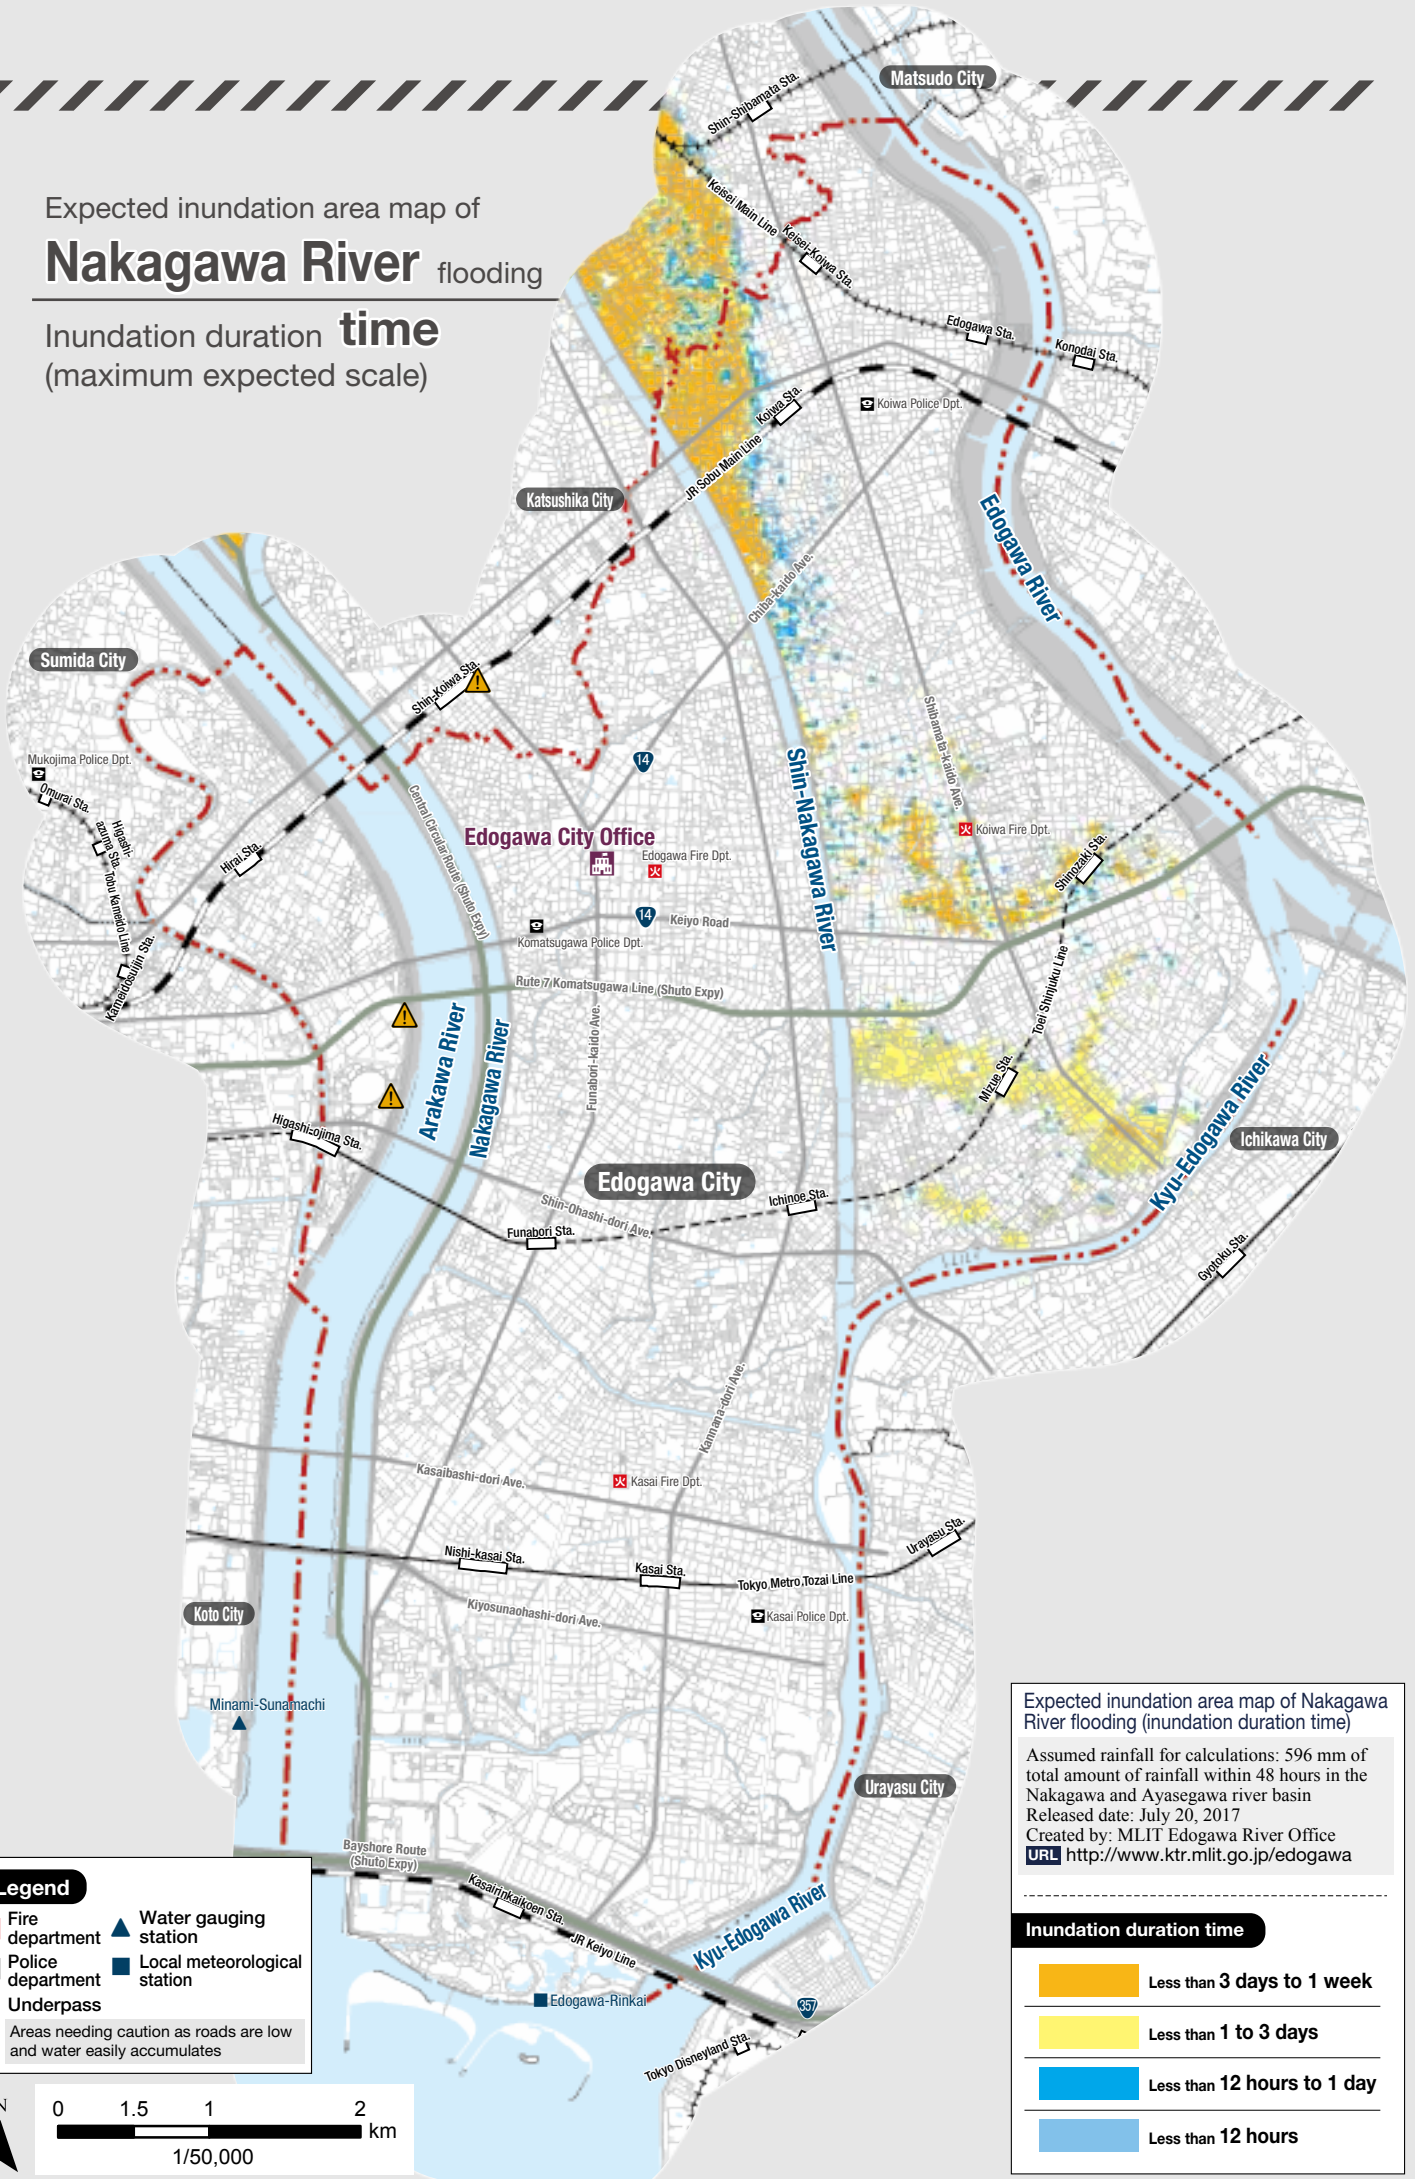 Expected inundation area map of
Nakagawa River flooding
Inundation duration time
(maximum expected scale)
Matsudo City
Shin-Shibamata Sta.
Keisei Main Line
Keisei-Koiwa Sta.
Edogawa Sta.
Konodai Sta.
Koiwa Sta.
Koiwa Police Dpt.
JR Sobu Main Line
Katsushika City
Edogawa River
Chiba-kaido Ave.
Sumida City
Shin-Koiwa Sta.
Shibamata-kaido Ave.
Mukojima Police Dpt.
14
Omurai Sta.
Higashi-
azuma Sta.
Tobu Kameido Line
Central Circular Route (Shuto Expy)
Shin-Nakagawa River
Edogawa City Office
Koiwa Fire Dpt.
Hirai Sta.
Edogawa Fire Dpt.
火
火
Shinozaki Sta.
14
Keiyo Road
Komatsugawa Police Dpt.
Kameidosuijin Sta.
Rute 7 Komatsugawa Line (Shuto Expy)
Toei Shinjuku Line
Funabori-kaido Ave.
Arakawa River
Nakagawa River
Mizue Sta.
Higashi-ojima Sta.
Kyu-Edogawa River
Ichikawa City
Edogawa City
Ichinoe Sta.
Shin-Ohashi-dori Ave.
Funabori Sta.
Gyotoku Sta.
Kannana-dori Ave.
Kasaibashi-dori Ave.
火
Kasai Fire Dpt.
Urayasu Sta.
Nishi-kasai Sta.
Kasai Sta.
Tokyo Metro Tozai Line
Kiyosunaohashi-dori Ave.
Koto City
Kasai Police Dpt.
Minami-Sunamachi
Urayasu City
Bayshore Route
(Shuto Expy)
Kasairinkaikoen Sta.
JR Keiyo Line
Kyu-Edogawa River
Edogawa-Rinkai
357
Tokyo Disneyland Sta.
Expected inundation area map of Nakagawa
River flooding (inundation duration time)
Assumed rainfall for calculations: 596 mm of
total amount of rainfall within 48 hours in the
Nakagawa and Ayasegawa river basin
Released date: July 20, 2017
Created by: MLIT Edogawa River Office
URL http://www.ktr.mlit.go.jp/edogawa
Inundation duration time
Less than 3 days to 1 week
Less than 1 to 3 days
Less than 12 hours to 1 day
Less than 12 hours
Legend
Fire
department
Water gauging
station
Police
department
Local meteorological
station
Underpass
Areas needing caution as roads are low
and water easily accumulates
N
0 1.5 1 2
km
1/50,000